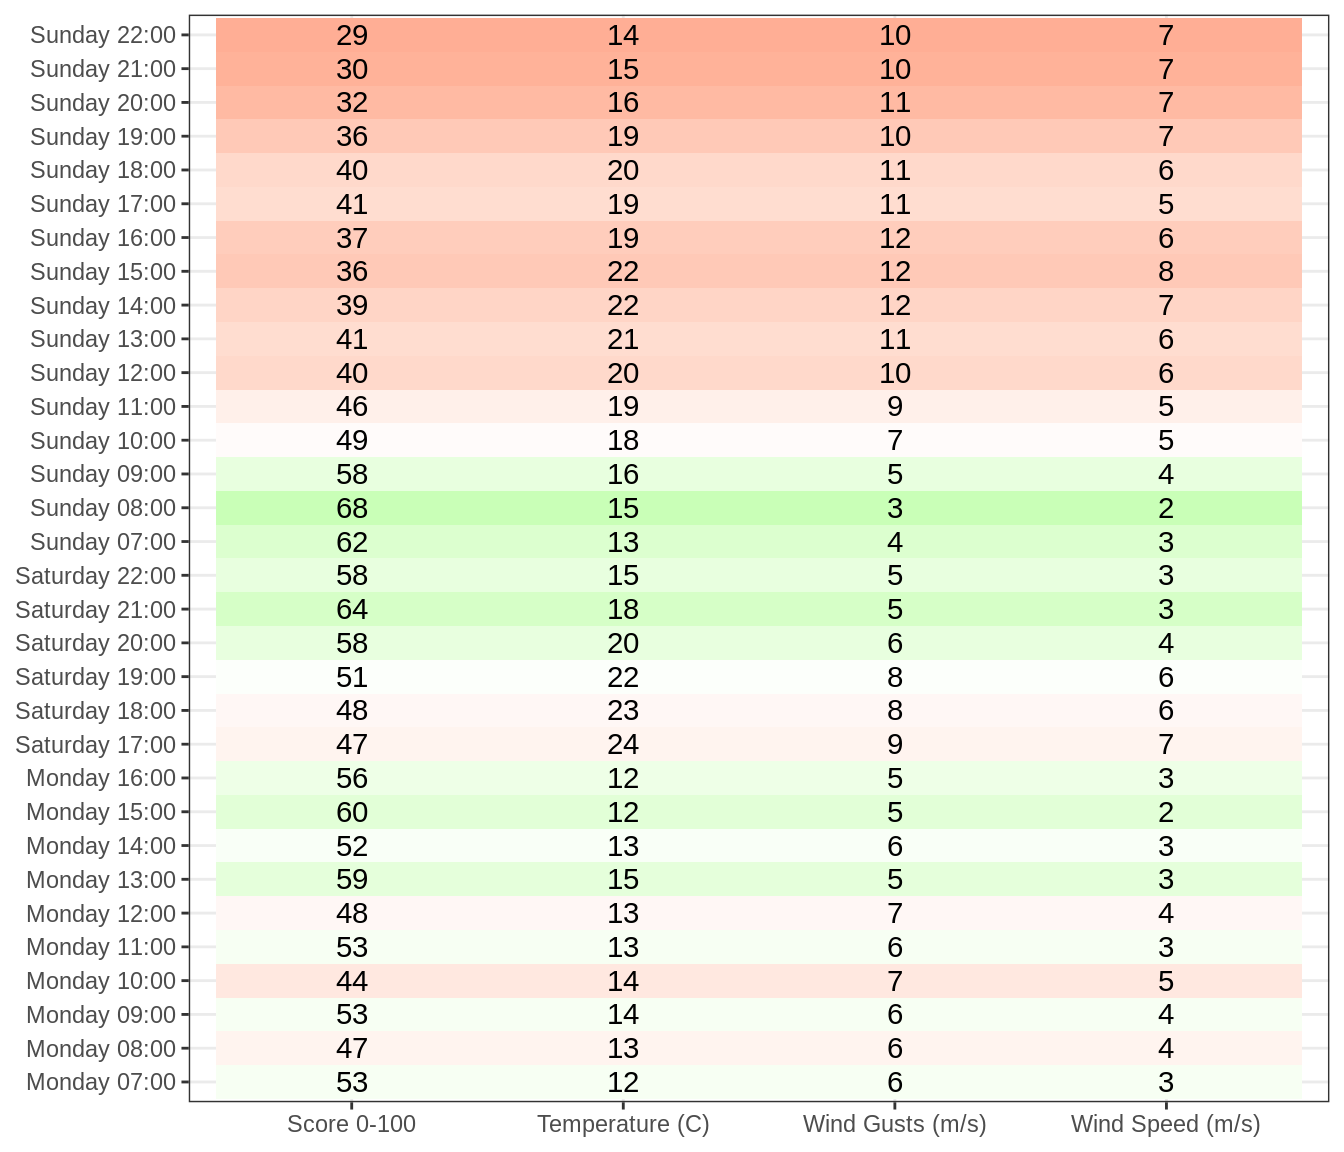 Sunday 22:00 29 14 10 7
Sunday 21:00 30 15 10 7
Sunday 20:00 32 16 11 7
Sunday 19:00 36 19 10 7
Sunday 18:00 40 20 11 6
Sunday 17:00 41 19 11 5
Sunday 16:00 37 19 12 6
Sunday 15:00 36 22 12 8
Sunday 14:00 39 22 12 7
Sunday 13:00 41 21 11 6
Sunday 12:00 40 20 10 6
Sunday 11:00 46 19 9 5
Sunday 10:00 49 18 7 5
Sunday 09:00 58 16 5 4
Sunday 08:00 68 15 3 2
Sunday 07:00 62 13 4 3
Saturday 22:00 58 15 5 3
Saturday 21:00 64 18 5 3
Saturday 20:00 58 20 6 4
Saturday 19:00 51 22 8 6
Saturday 18:00 48 23 8 6
Saturday 17:00 47 24 9 7
Monday 16:00 56 12 5 3
Monday 15:00 60 12 5 2
Monday 14:00 52 13 6 3
Monday 13:00 59 15 5 3
Monday 12:00 48 13 7 4
Monday 11:00 53 13 6 3
Monday 10:00 44 14 7 5
Monday 09:00 53 14 6 4
Monday 08:00 47 13 6 4
Monday 07:00 53 12 6 3
Score 0-100 Temperature (C) Wind Gusts (m/s) Wind Speed (m/s)